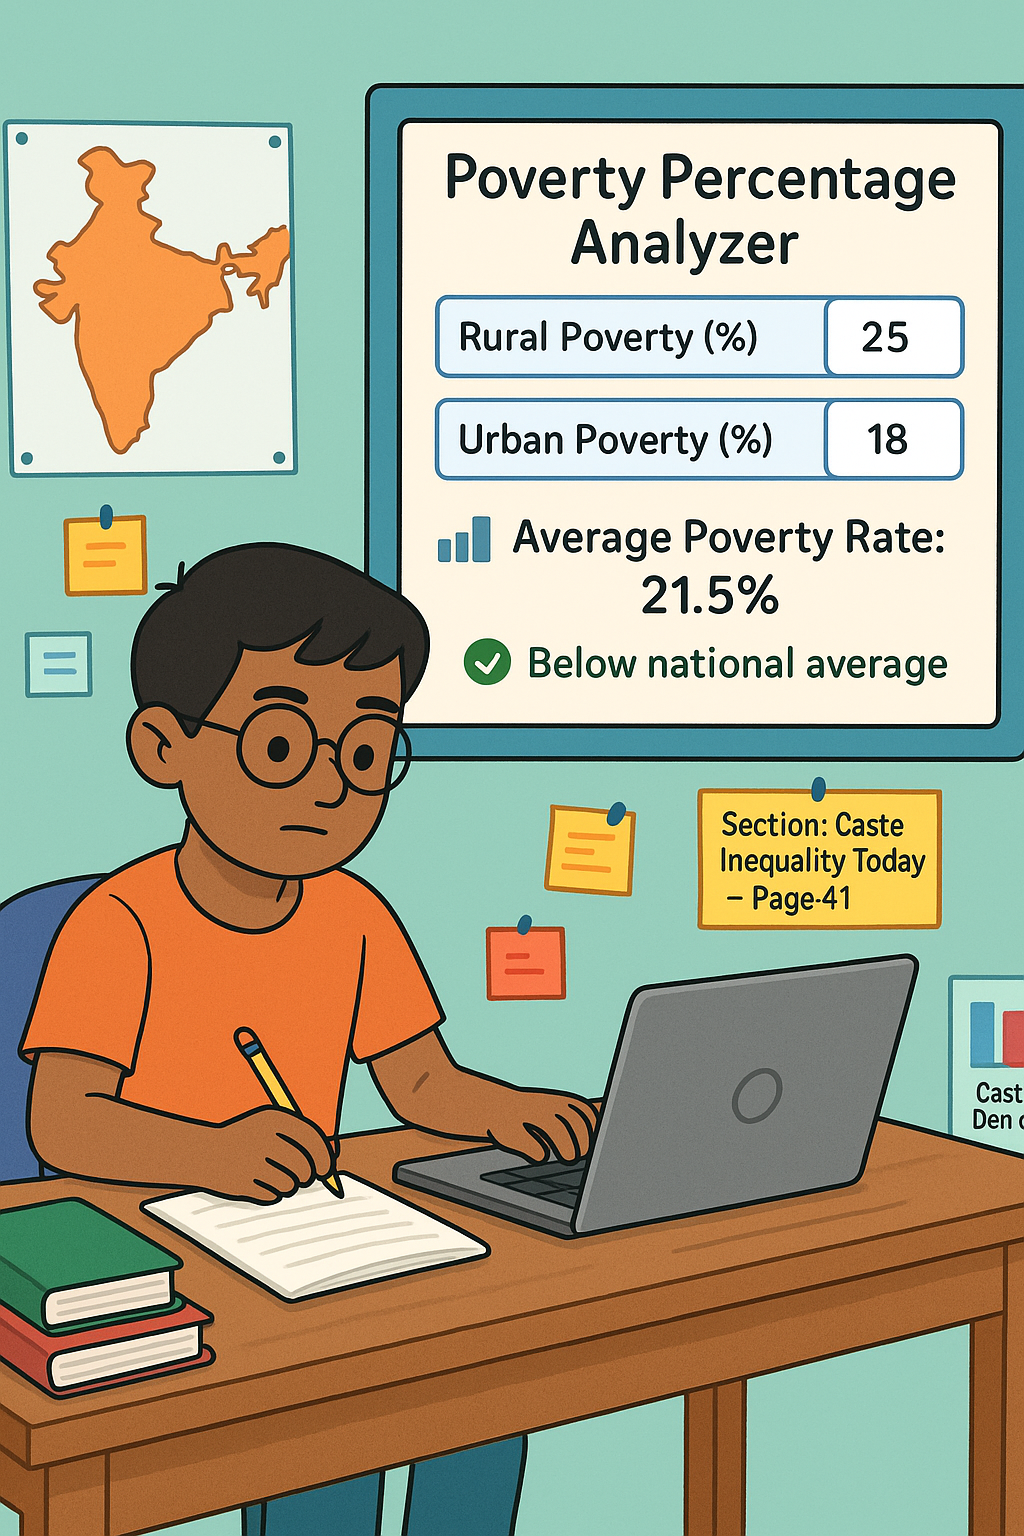 Poverty Percentage
Analyzer
Rural Poverty (%) 25
Urban Poverty (%) 18
Average Poverty Rate:
21.5%
Below national average
Section: Caste
Inequality Today
– Page-41
Cast
Den